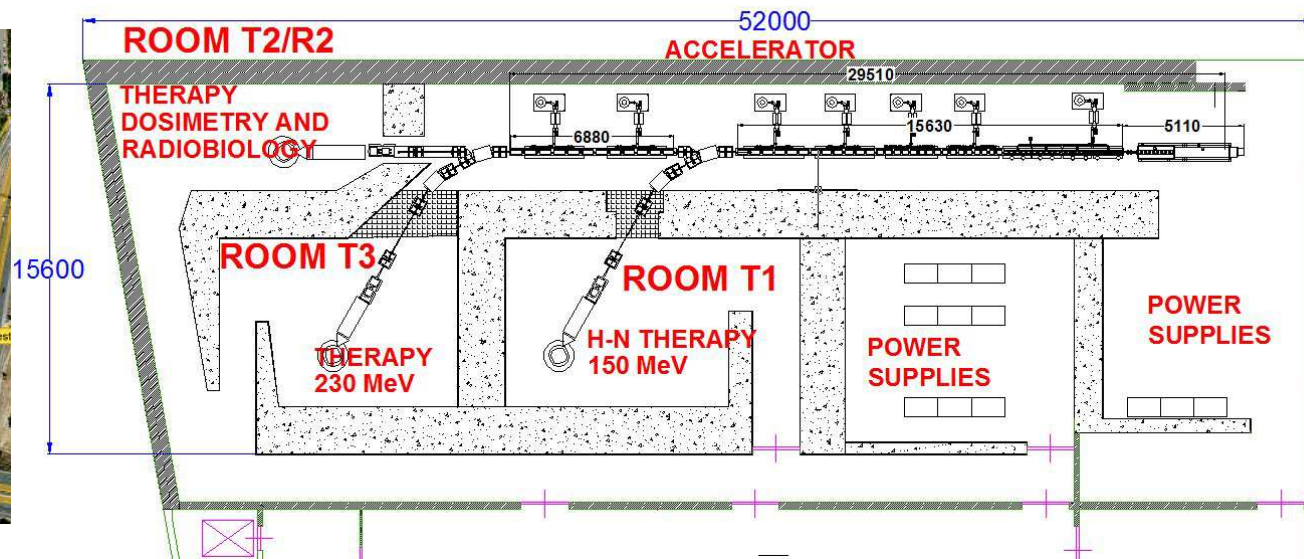 52000
ROOM T2/R2
ACCELERATOR
29510
THERAPY
DOSIMETRY AND
RADIOBIOLOGY
6880
15630
5110
ROOM T3
ROOM T1
15600
POWER
SUPPLIES
H-N THERAPY
150 MeV
THERAPY
230 MeV
POWER
SUPPLIES